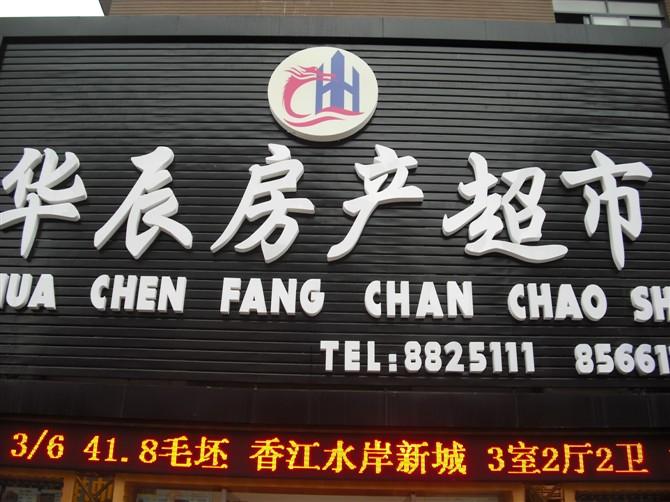 华辰房产超市
HUA CHEN FANG CHAN CHAO SH
TEL:8825111 85661
3/6 41.8毛坯 香江水岸新城 3室2厅2卫